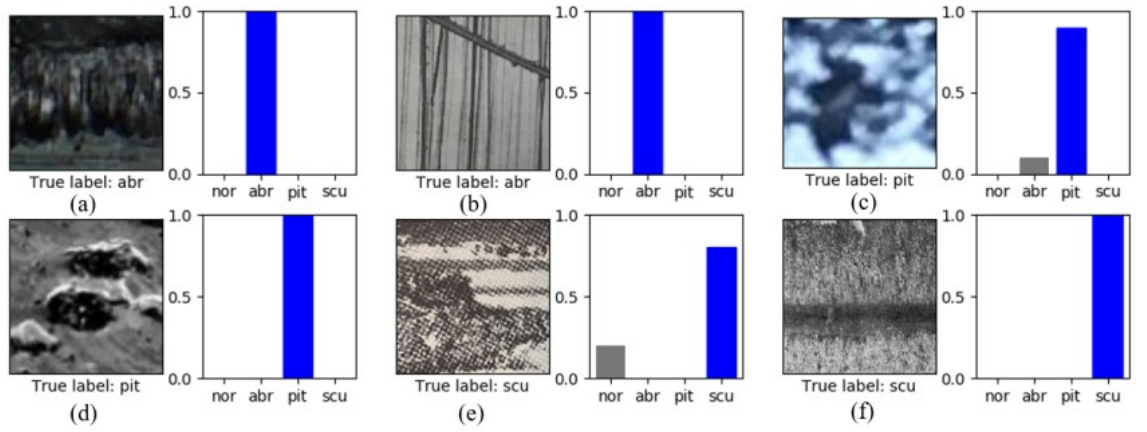 1.0
0.5
0.0
nor abr pit scu
True label: abr
(a)
1.0
0.5
0.0
nor abr pit scu
True label: abr
(b)
1.0
0.5
0.0
nor abr pit scu
True label: pit
(c)
1.0
0.5
0.0
nor abr pit scu
True label: pit
(d)
1.0
0.5
0.0
nor abr pit scu
True label: scu
(e)
1.0
0.5
0.0
nor abr pit scu
True label: scu
(f)